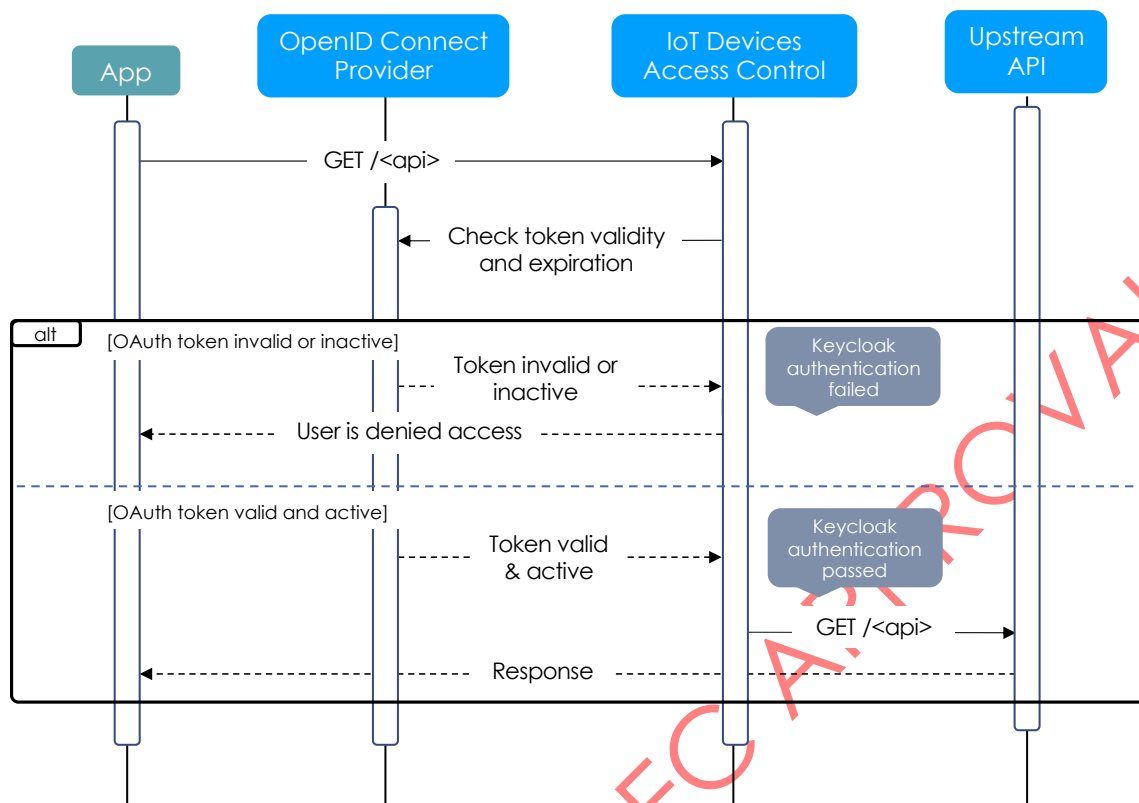 App
OpenID Connect
Provider
IoT Devices
Access Control
Upstream
API
GET /<api>
Check token validity
and expiration
alt
[OAuth token invalid or inactive]
Token invalid or
inactive
Keycloak
authentication
failed
User is denied access
[OAuth token valid and active]
Token valid
& active
Keycloak
authentication
passed
GET /<api>
Response
EC APPROVAL